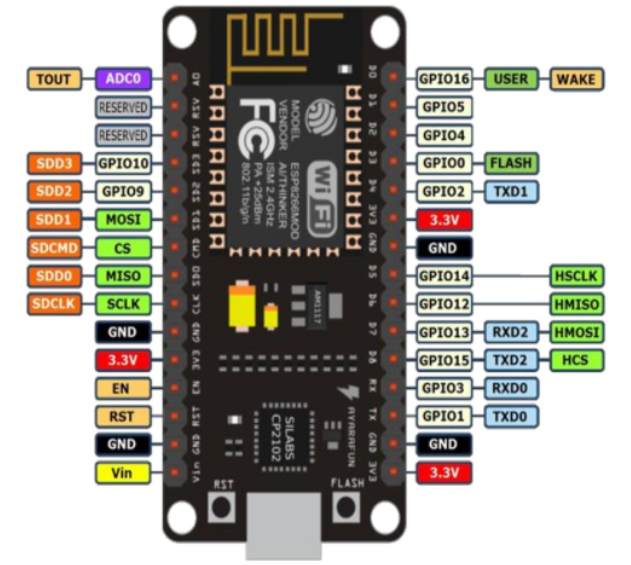 TOUT ADC0 A0 D0 GPIO16 USER WAKE
RESERVED RSV D1 GPIO5
RESERVED RSV D2 GPIO4
SDD3 GPIO10 SD3 D3 GPIO0 FLASH
SDD2 GPIO9 SD2 D4 GPIO2 TXD1
SDD1 MOSI SD1 3V3 3.3V
SDCMD CS CMD GND GND
SDD0 MISO SD0 D5 GPIO14 HSCLK
SDCLK SCLK CLK D6 GPIO12 HMISO
GND GND D7 GPIO13 RXD2 HMOSI
3.3V 3V3 D8 GPIO15 TXD2 HCS
EN EN RX GPIO3 RXD0
RST RST TX GPIO1 TXD0
GND GND GND GND
Vin Vin 3V3 3.3V
MODEL
VENDOR
ESP8266MOD
AI/THINKER
ISM 2.4GHz
PA +25dBm
802.11b/g/n
FC
Wi Fi
AM1117
SILABS
CP2102
AYARAFUN
RST
FLASH